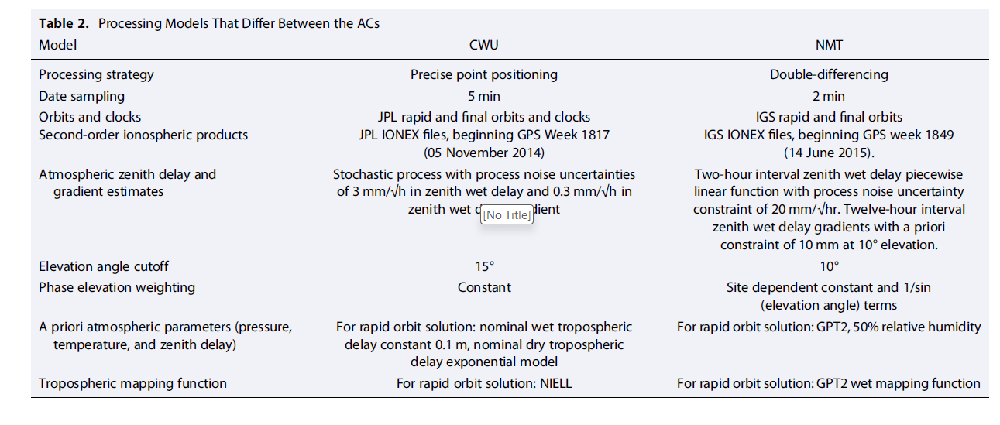 Table 2. Processing Models That Differ Between the ACs
Model CWU NMT
Processing strategy Precise point positioning Double-differencing
Date sampling 5 min 2 min
Orbits and clocks JPL rapid and final orbits and clocks IGS rapid and final orbits
Second-order ionospheric products JPL IONEX files, beginning GPS Week 1817 IGS IONEX files, beginning GPS week 1849
(05 November 2014) (14 June 2015).
Atmospheric zenith delay and Stochastic process with process noise uncertainties Two-hour interval zenith wet delay piecewise
gradient estimates of 3 mm/√h in zenith wet delay and 0.3 mm/√h in linear function with process noise uncertainty
zenith wet constraint of 20 mm/√hr. Twelve-hour interval
[No Title]
zenith wet delay gradients with a priori
constraint of 10 mm at 10° elevation.
Elevation angle cutoff 15° 10°
Phase elevation weighting Constant Site dependent constant and 1/sin
(elevation angle) terms
A priori atmospheric parameters (pressure, For rapid orbit solution: nominal wet tropospheric For rapid orbit solution: GPT2, 50% relative humidity
temperature, and zenith delay) delay constant 0.1 m, nominal dry tropospheric
delay exponential model
Tropospheric mapping function For rapid orbit solution: NIELL For rapid orbit solution: GPT2 wet mapping function